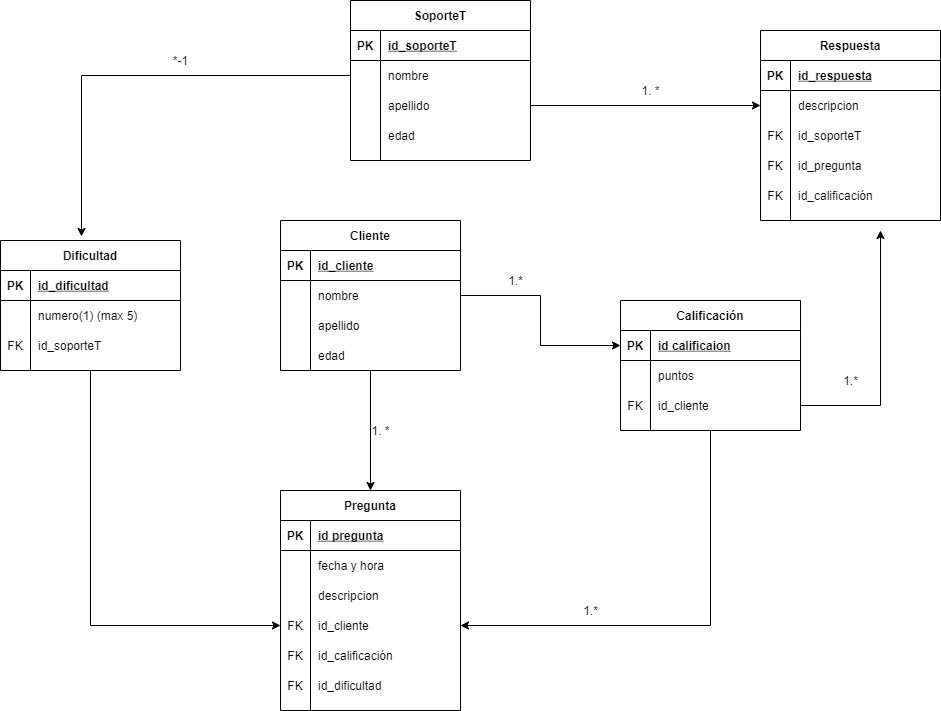 SoporteT
PK id_soporteT
nombre
apellido
edad
*-1
1. *
Respuesta
PK id_respuesta
descripcion
FK id_soporteT
FK id_pregunta
FK id_calificación
Dificultad
PK id_dificultad
numero(1) (max 5)
FK id_soporteT
Cliente
PK id_cliente
nombre
apellido
edad
1.*
1. *
Calificación
PK id calificaion
puntos
FK id_cliente
1.*
1.*
Pregunta
PK id pregunta
fecha y hora
descripcion
FK id_cliente
FK id_calificación
FK id_dificultad